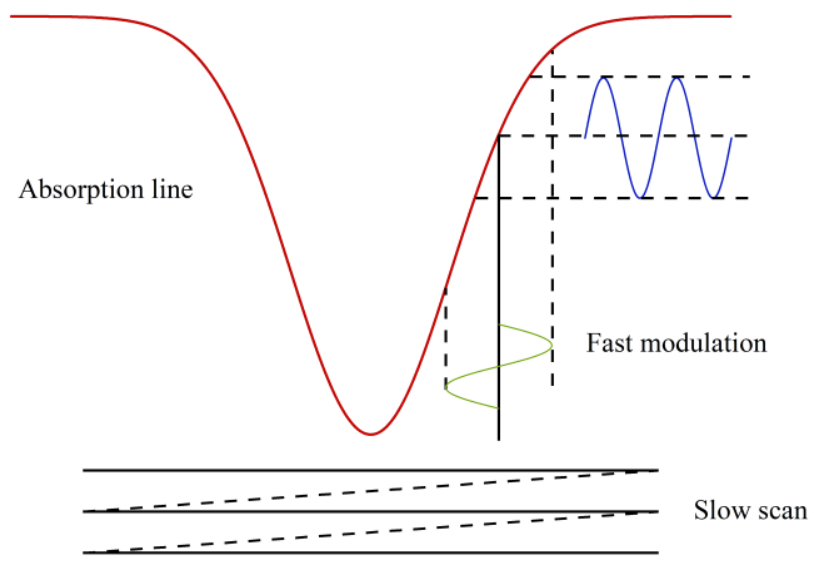 Absorption line
Fast modulation
Slow scan